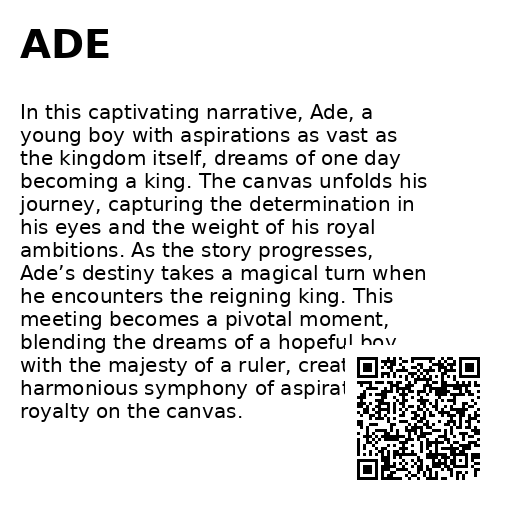 ADE
In this captivating narrative, Ade, a
young boy with aspirations as vast as
the kingdom itself, dreams of one day
becoming a king. The canvas unfolds his
journey, capturing the determination in
his eyes and the weight of his royal
ambitions. As the story progresses,
Ade’s destiny takes a magical turn when
he encounters the reigning king. This
meeting becomes a pivotal moment,
blending the dreams of a hopeful boy
with the majesty of a ruler,
harmonious symphony of
royalty on the canvas.